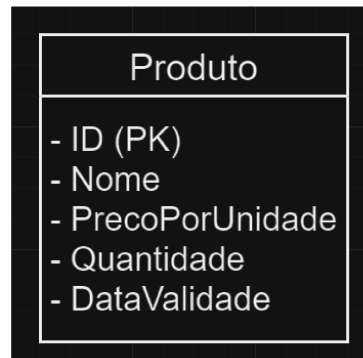 Produto
- ID (PK)
- Nome
- PrecoPorUnidade
- Quantidade
- DataValidade